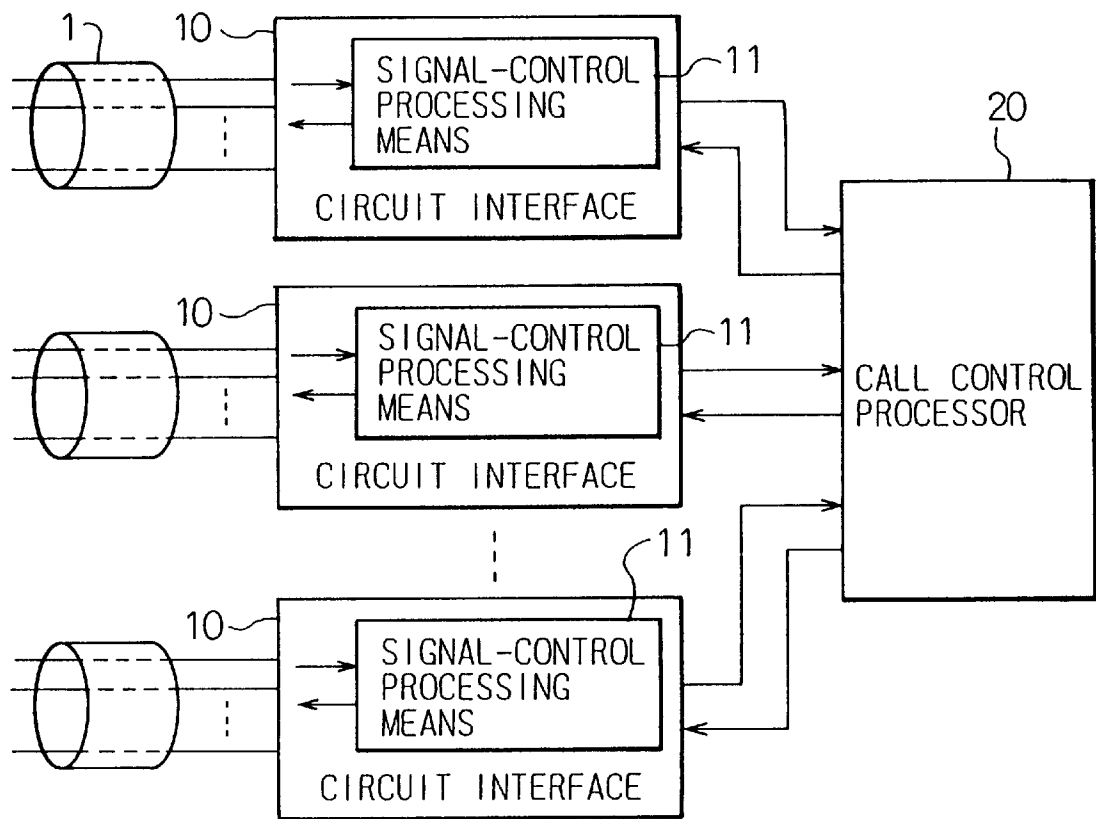 1
10
SIGNAL-CONTROL
PROCESSING
MEANS
11
CIRCUIT INTERFACE
20
CALL CONTROL
PROCESSOR
10
SIGNAL-CONTROL
PROCESSING
MEANS
11
CIRCUIT INTERFACE
11
10
SIGNAL-CONTROL
PROCESSING
MEANS
CIRCUIT INTERFACE